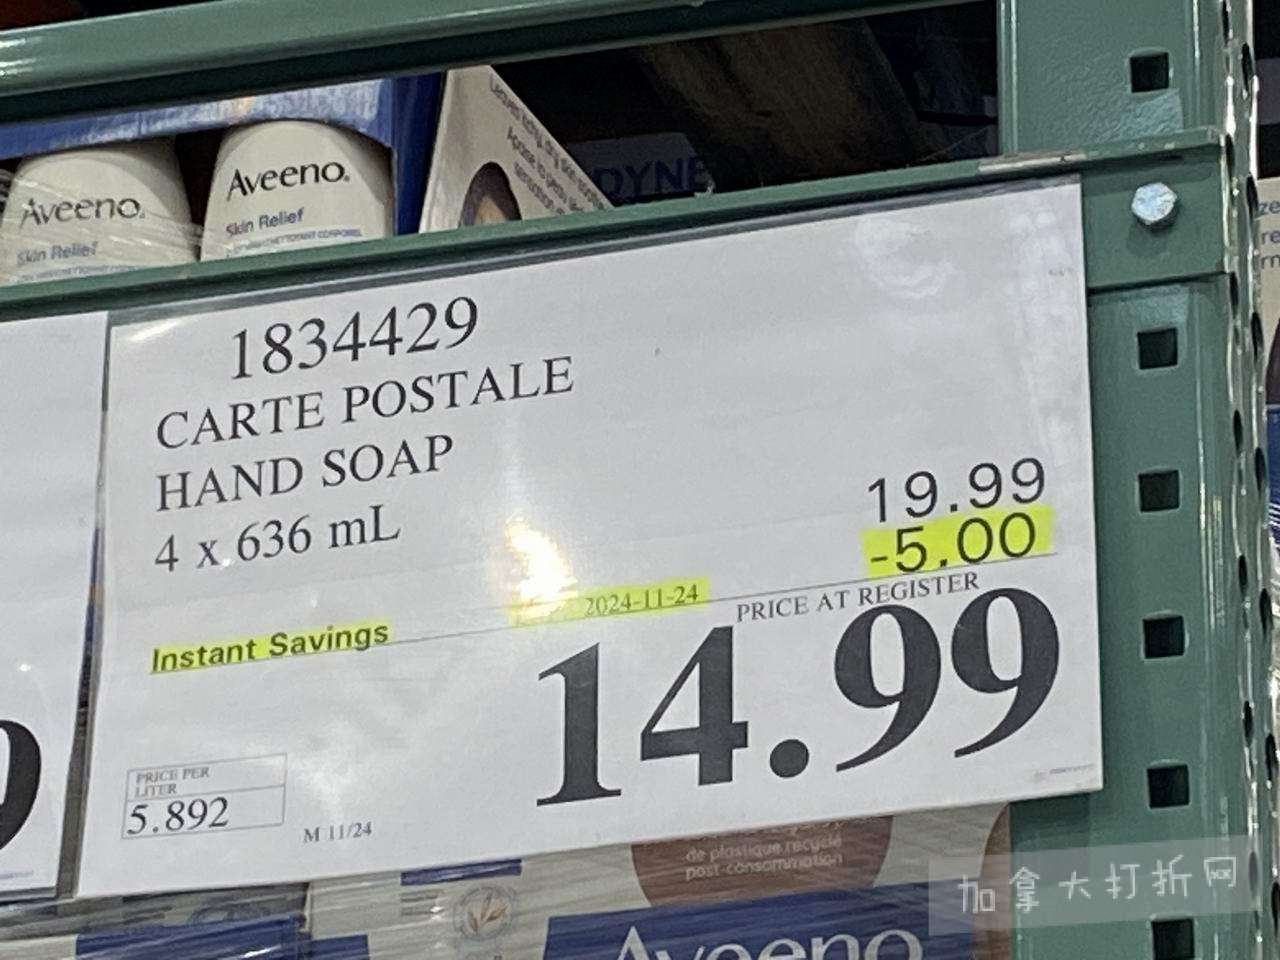 Aveeno
Skin Relief
Aveeno
Skin Relief
DYNE
1834429
CARTE POSTALE
HAND SOAP
4 x 636 mL
19.99
-5.00
2024-11-24
PRICE AT REGISTER
Instant Savings
14.99
PRICE PER
LITER
5.892
M 11/24
de plastique recyclé
post-consommation
Aveeno
加拿大打折网